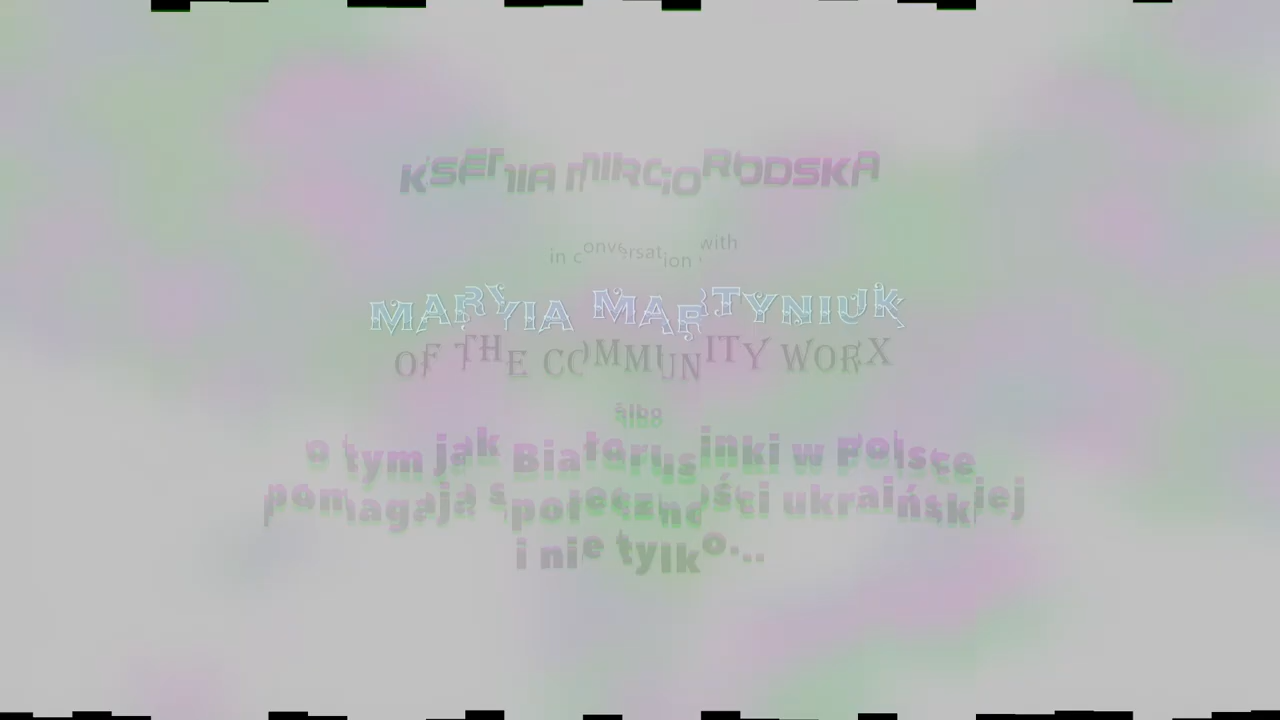 KSENIA MIRGORODSKA
in conversation with
MARYIA MARTYNIUK
OF THE COMMUNITY WORX
albo
o tym jak Białorusinki w Polsce
pomagają społeczności ukraińskiej
i nie tylko...